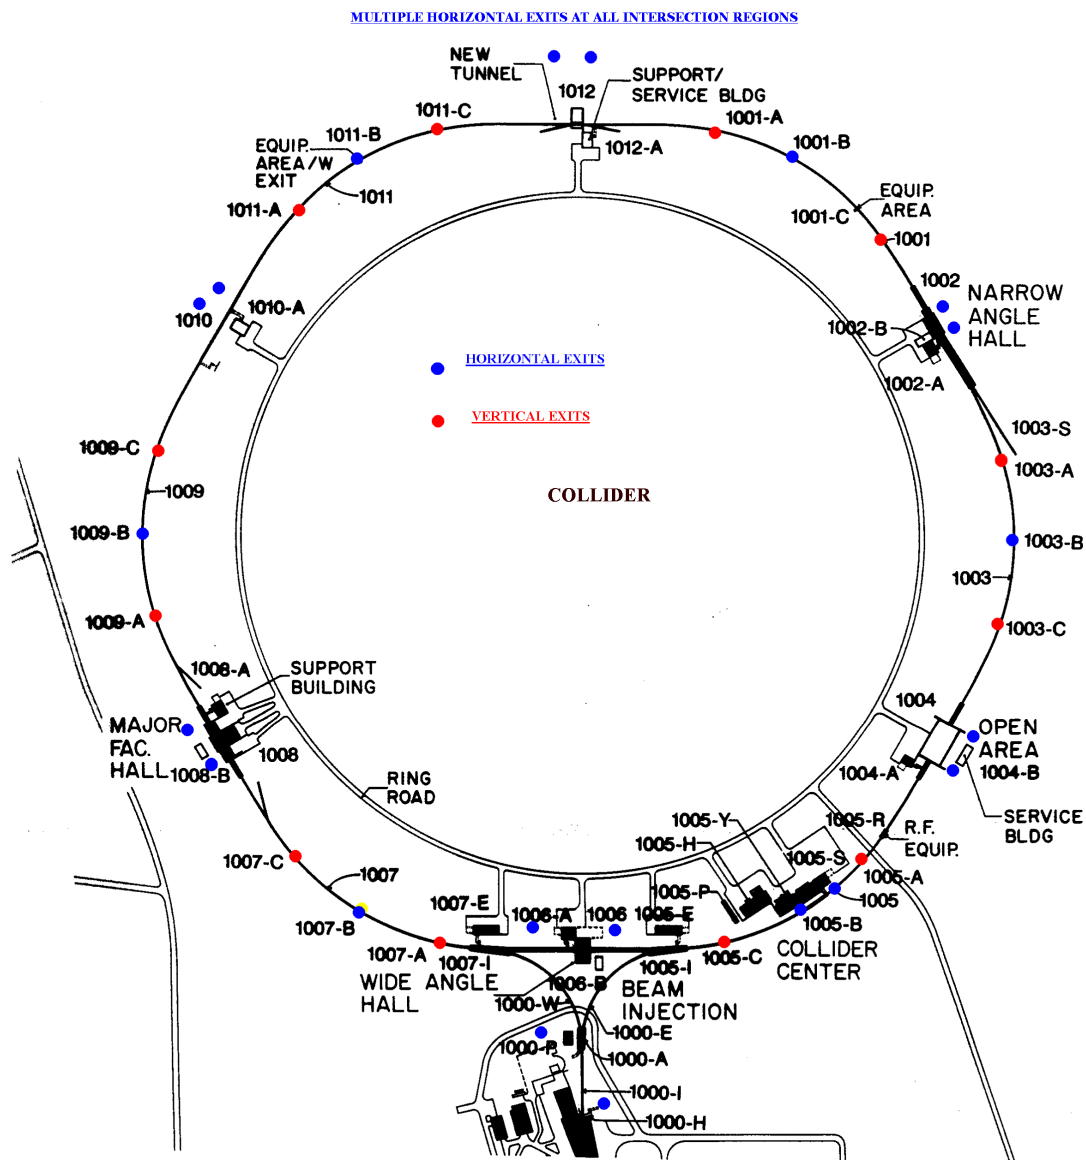 MULTIPLE HORIZONTAL EXITS AT ALL INTERSECTION REGIONS
NEW
TUNNEL
1012
SUPPORT/
SERVICE BLDG
1011-C
1001-A
1011-B
1012-A
1001-B
EQUIP.
AREA/W
EXIT
1011
1011-A
EQUIP.
AREA
1001-C
1001
1002
NARROW
ANGLE
HALL
1010-A
1010
1002-B
1002-A
HORIZONTAL EXITS
VERTICAL EXITS
1003-S
1009-C
1003-A
1009
COLLIDER
1009-B
1003-B
1003
1009-A
1003-C
1008-A
SUPPORT
BUILDING
1004
MAJOR
FAC.
HALL
1008
1008-B
OPEN
AREA
1004-A
1004-B
RING
ROAD
SERVICE
BLDG
1005-Y
1005-R
R.F.
EQUIP.
1005-H
1005-S
1007-C
1007
1005-A
1005-P
1005
1007-E
1006-A
1006
1005-E
1007-B
1005-B
1007-A
1007-I
1005-I
1005-C
COLLIDER
CENTER
WIDE ANGLE
HALL
1006-B
BEAM
INJECTION
1000-W
1000-E
1000-P
1000-A
1000-I
1000-H